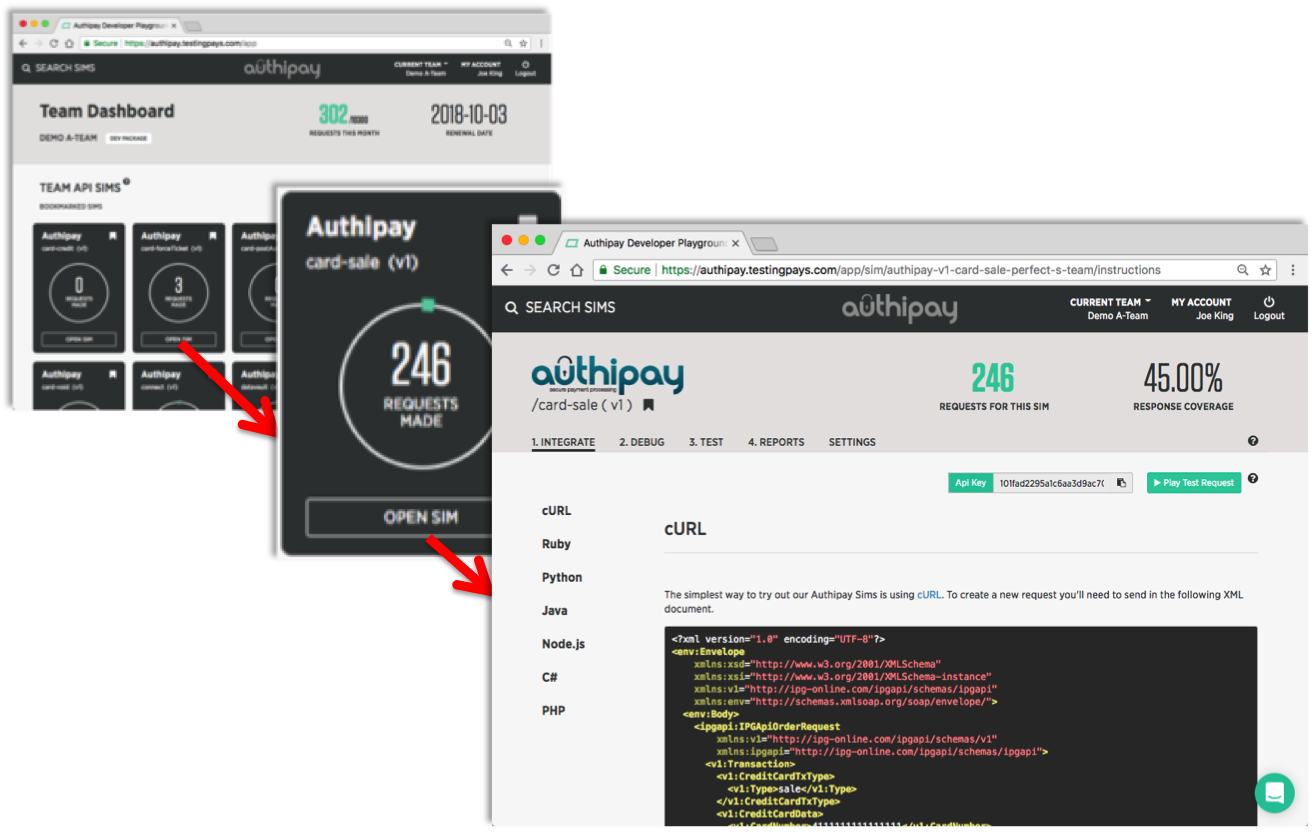 Authipay Developer Playgroun
Secure https://authipay.testingpays.com/app
SEARCH SIMS
authipay
CURRENT TEAM
Demo A-Team
MY ACCOUNT
Joe King
Logout
Team Dashboard
DEMO A-TEAM
DEV PACKAGE
302
REQUESTS THIS MONTH
2018-10-03
RENEWAL DATE
TEAM API SIMS
BOOKMARKED SIMS
Authipay
card-credit (v1)
0
REQUESTS
MADE
OPEN SIM
Authipay
card-forceTicket (v1)
3
REQUESTS
MADE
OPEN SIM
Authipay
card-void (v1)
Authipay
connect (v1)
Authipay
card-sale (v1)
246
REQUESTS
MADE
OPEN SIM
Authipay Developer Playgroun
Secure https://authipay.testingpays.com/app/sim/authipay-v1-card-sale-perfect-s-team/instructions
SEARCH SIMS
authipay
CURRENT TEAM
Demo A-Team
MY ACCOUNT
Joe King
Logout
authipay
secure payment processing
/card-sale ( v1 )
246
REQUESTS FOR THIS SIM
45.00%
RESPONSE COVERAGE
1. INTEGRATE 2. DEBUG 3. TEST 4. REPORTS SETTINGS
Api Key 101fad2295a1c6aa3d9ac7( Play Test Request
cURL
Ruby
Python
Java
Node.js
C#
PHP
cURL
The simplest way to try out our Authipay Sims is using cURL. To create a new request you'll need to send in the following XML
document.
<?xml version="1.0" encoding="UTF-8"?>
<env:Envelope
xmlns:xsd="http://www.w3.org/2001/XMLSchema"
xmlns:xsi="http://www.w3.org/2001/XMLSchema-instance"
xmlns:v1="http://ipg-online.com/ipgapi/schemas/ipgapi"
xmlns:env="http://schemas.xmlsoap.org/soap/envelope/">
<env:Body>
<ipgapi:IPGApiOrderRequest
xmlns:v1="http://ipg-online.com/ipgapi/schemas/v1"
xmlns:ipgapi="http://ipg-online.com/ipgapi/schemas/ipgapi">
<v1:Transaction>
<v1:CreditCardTxType>
<v1:Type>sale</v1:Type>
</v1:CreditCardTxType>
<v1:CreditCardData>